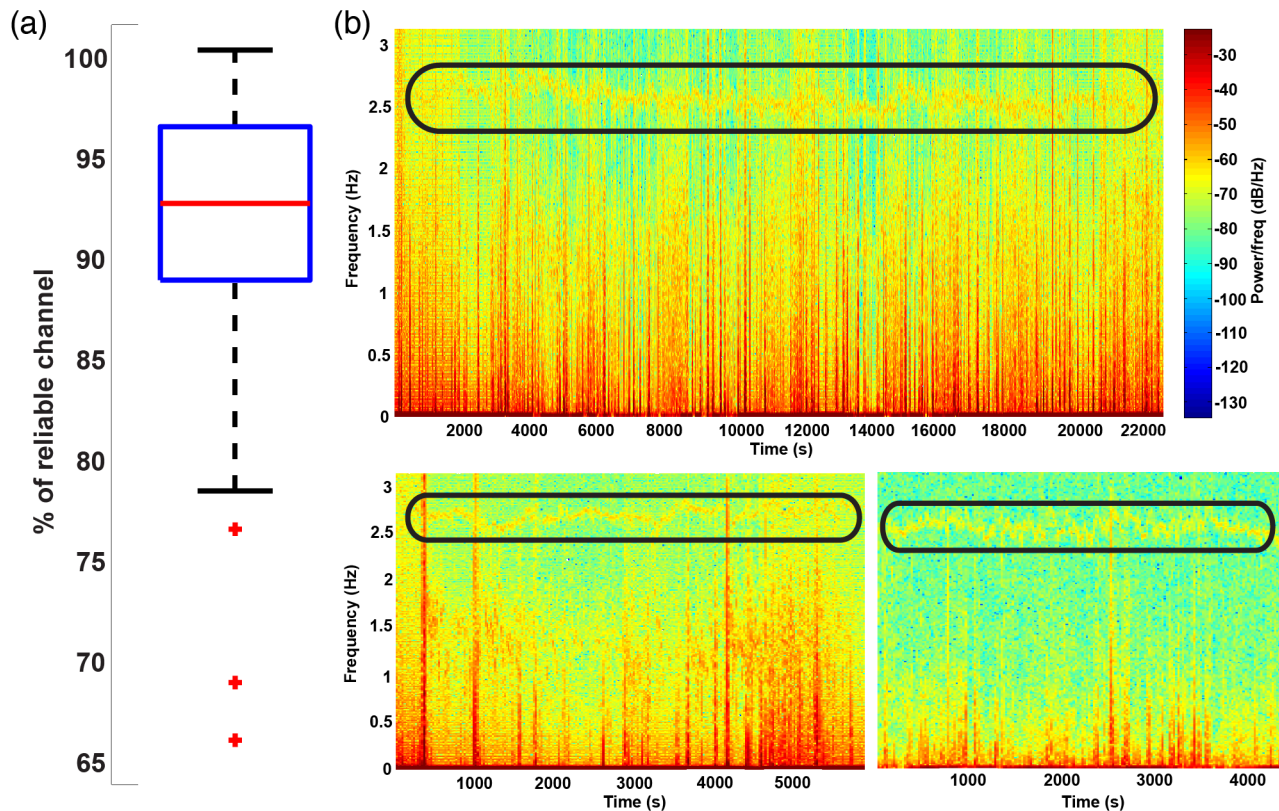 (a)
% of reliable channel
100
95
90
85
80
75
70
65
(b)
Frequency (Hz)
3
2.5
2
1.5
1
0.5
0
2000 4000 6000 8000 10000 12000 14000 16000 18000 20000 22000
Time (s)
-30
-40
-50
-60
-70
-80
-90
-100
-110
-120
-130
Power/freq (dB/Hz)
Frequency (Hz)
3
2.5
2
1.5
1
0.5
0
1000 2000 3000 4000 5000
Time (s)
1000 2000 3000 4000
Time (s)